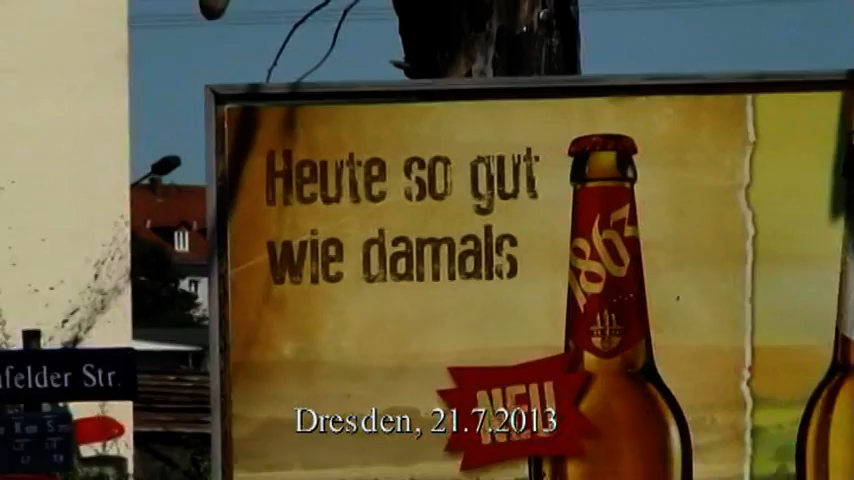 Heute so gut
wie damals
1863
NEU
felder Str.
Dresden, 21.7.2013